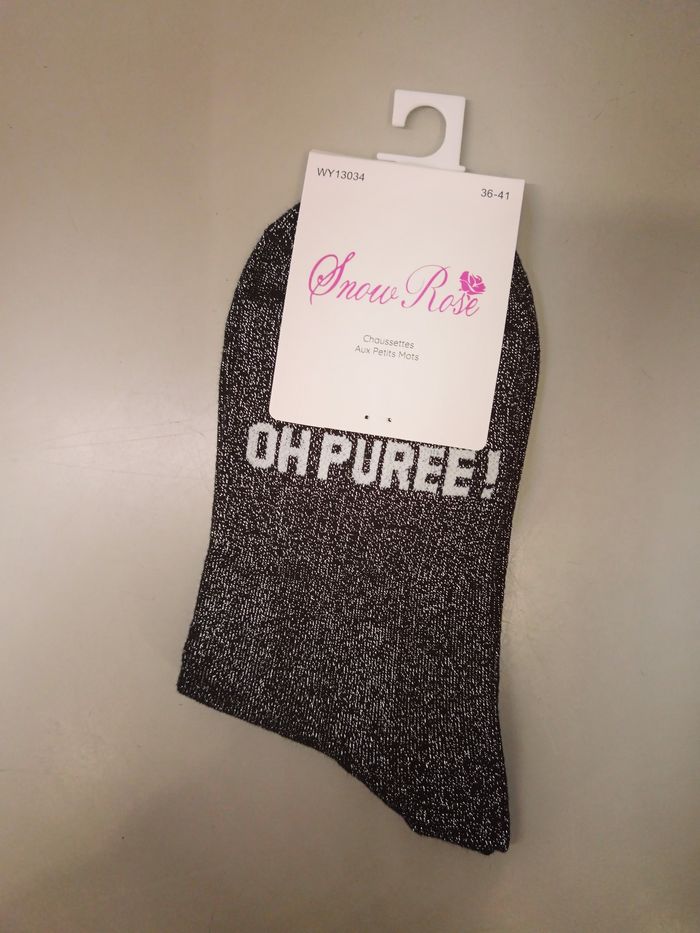 WY13034
36-41
Snow Rose
Chaussettes
Aux Petits Mots
OH PUREE!